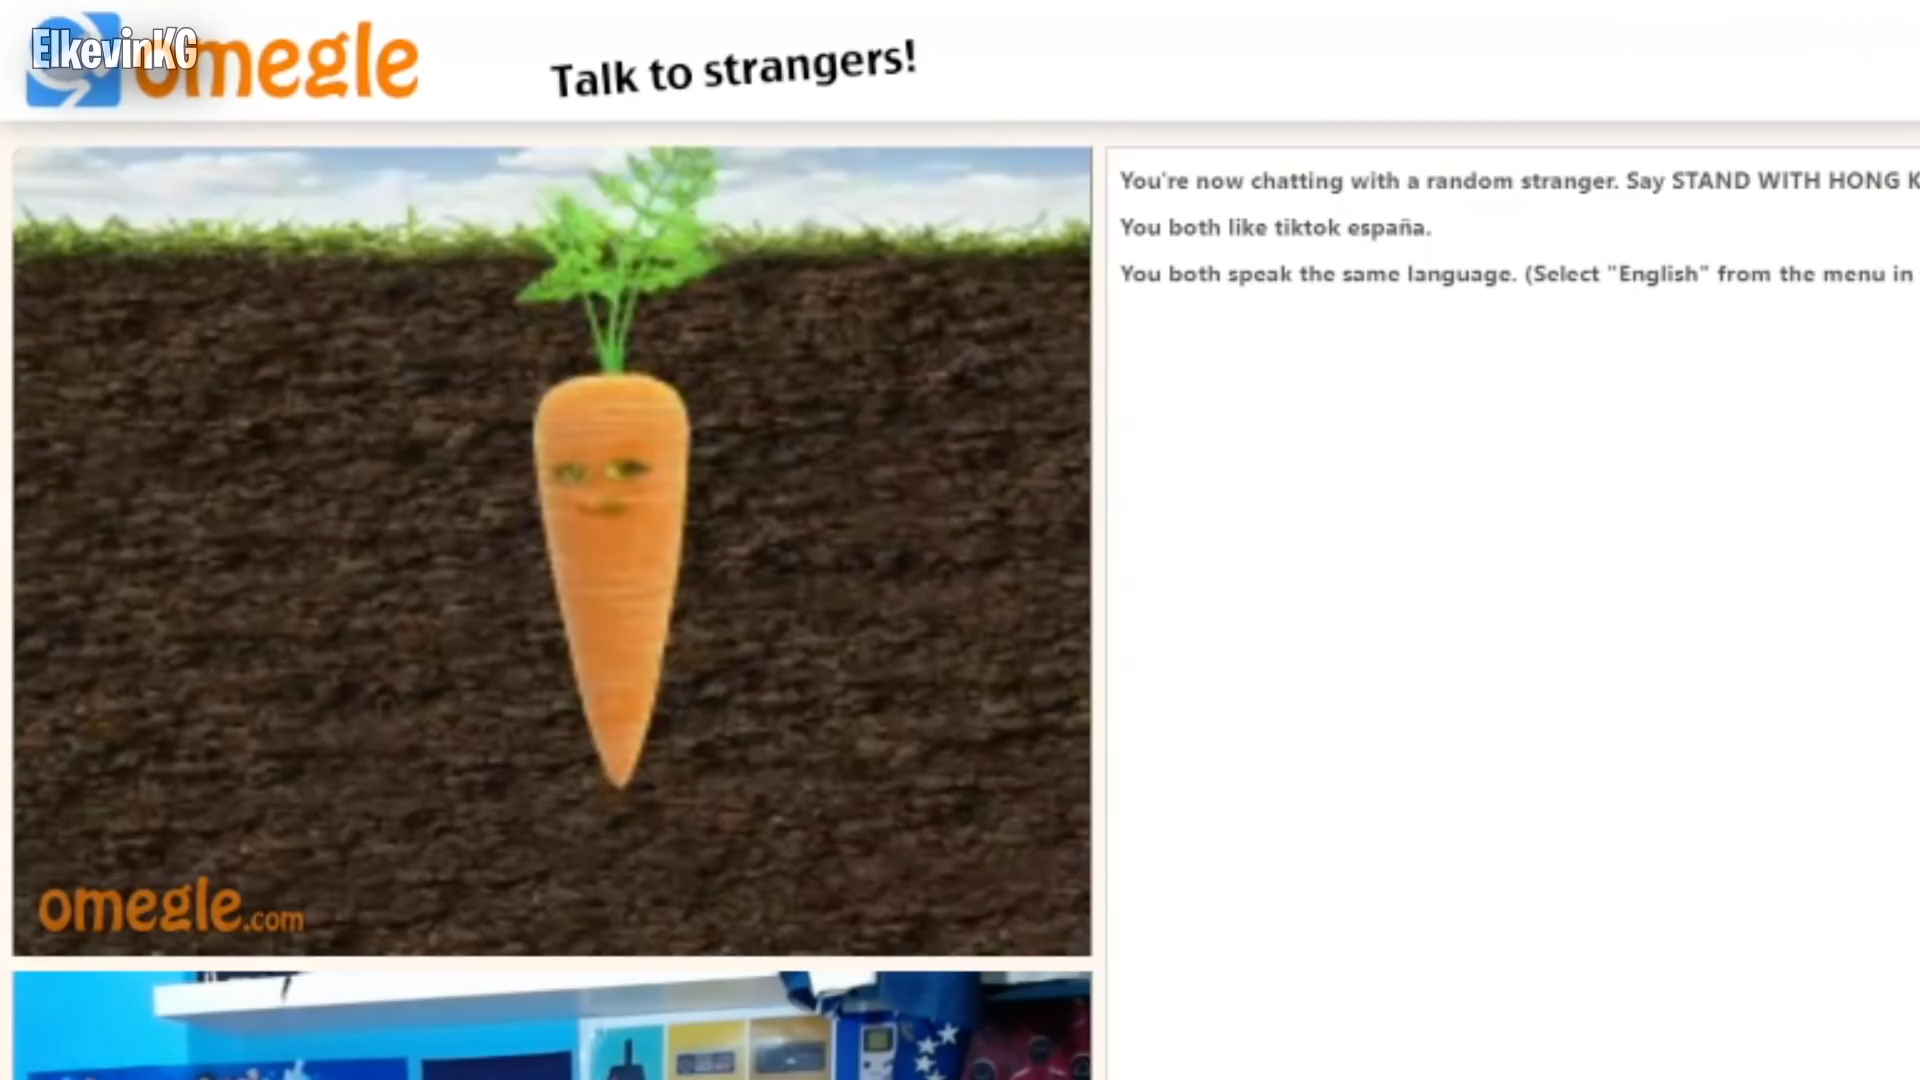 ElkevinKG
omegle
Talk to strangers!
You're now chatting with a random stranger. Say STAND WITH HONG K
You both like tiktok españa.
You both speak the same language. (Select "English" from the menu in
omegle.com